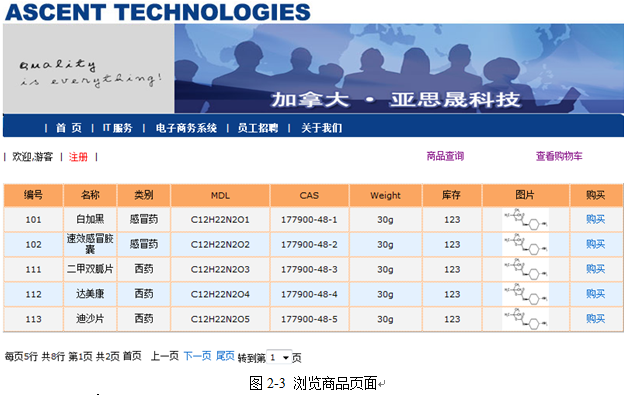 ASCENT TECHNOLOGIES
quality
is everything!
加拿大 · 亚思晟科技
| 首 页 | IT服务 | 电子商务系统 | 员工招聘 | 关于我们
| 欢迎,游客 | 注册 | 商品查询 查看购物车
编号 名称 类别 MDL CAS Weight 库存 图片 购买
101 白加黑 感冒药 C12H22N2O1 177900-48-1 30g 123 购买
102 速效感冒胶囊 感冒药 C12H22N2O2 177900-48-2 30g 123 购买
111 二甲双胍片 西药 C12H22N2O3 177900-48-3 30g 123 购买
112 达美康 西药 C12H22N2O4 177900-48-4 30g 123 购买
113 迪沙片 西药 C12H22N2O5 177900-48-5 30g 123 购买
每页5行 共8行 第1页 共2页 首页 上一页 下一页 尾页 转到第 1 页
图 2-3 浏览商品页面